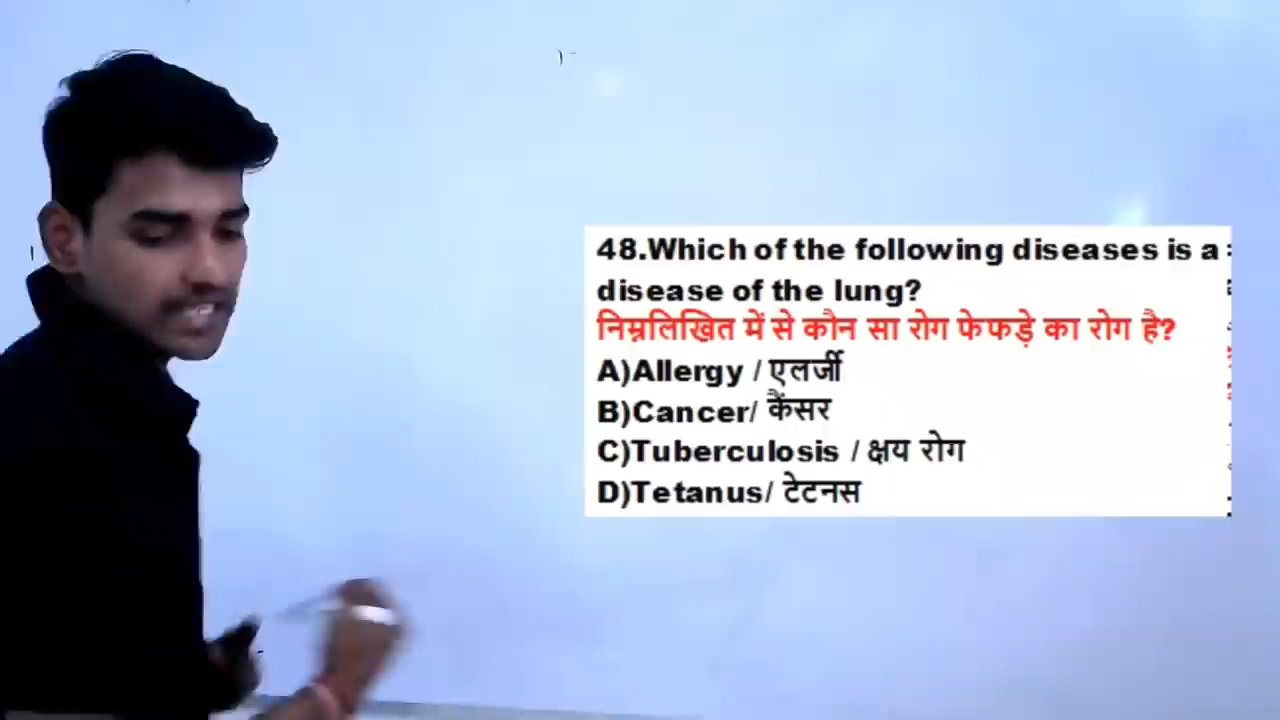 48.Which of the following diseases is a
disease of the lung?
निम्नलिखित में से कौन सा रोग फेफड़े का रोग है?
A)Allergy / एलर्जी
B)Cancer/ कैंसर
C)Tuberculosis / क्षय रोग
D)Tetanus/ टेटनस